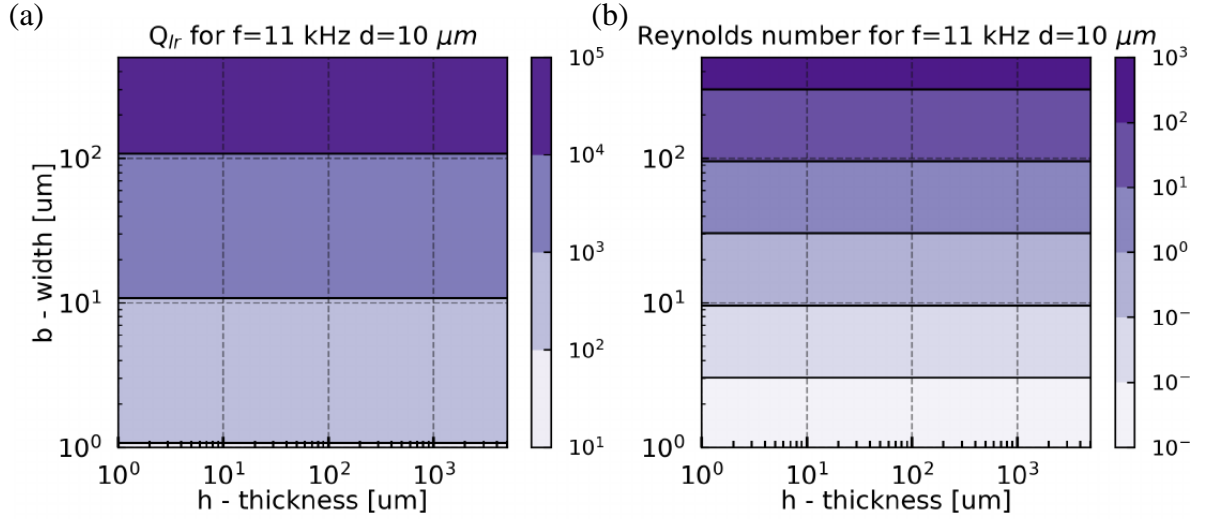 (a)
Q_lr for f=11 kHz d=10 μm
10^5
10^4
10^3
10^2
10^1
b - width [um]
10^2
10^1
10^0
10^0 10^1 10^2 10^3
h - thickness [um]
(b)
Reynolds number for f=11 kHz d=10 μm
10^3
10^2
10^1
10^0
10^-
10^-
10^-
10^2
10^1
10^0
10^0 10^1 10^2 10^3
h - thickness [um]